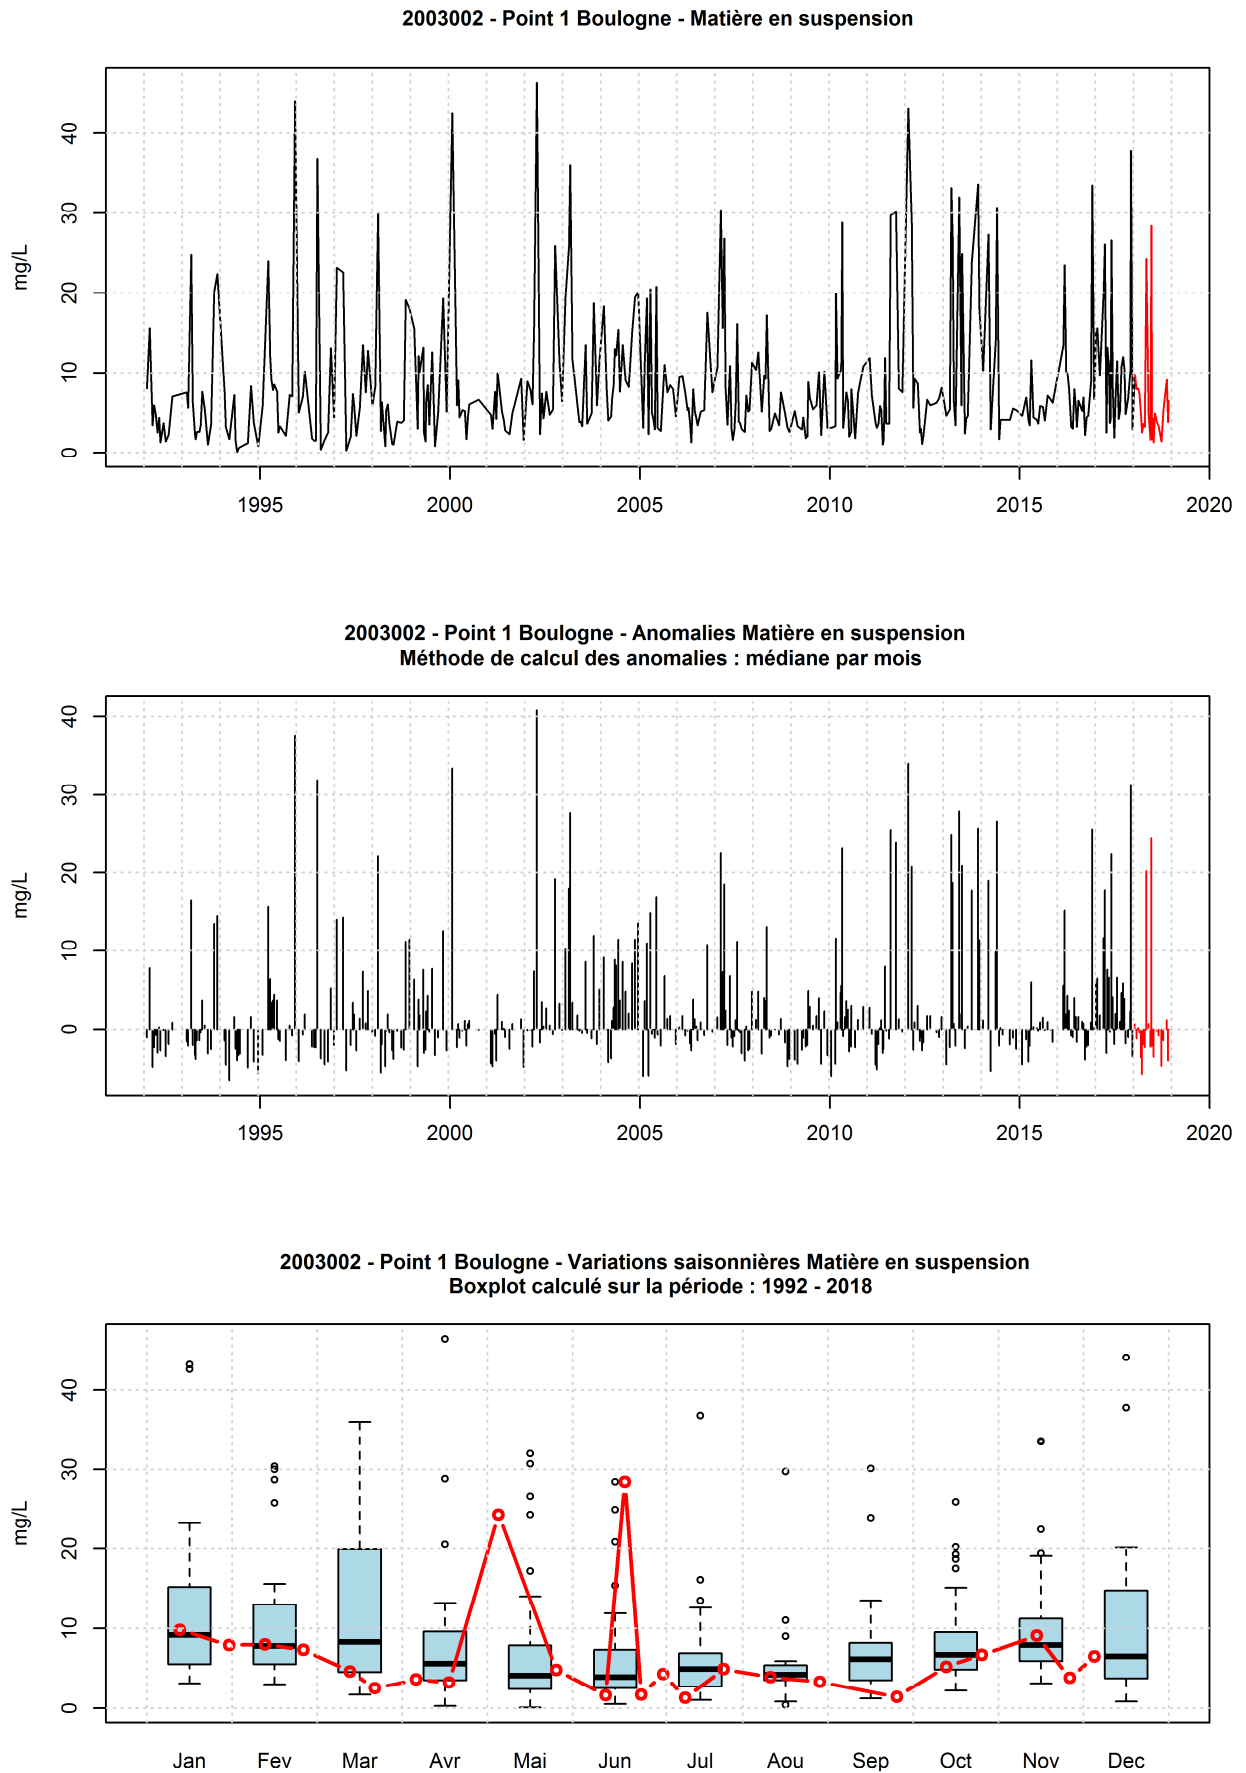 2003002 - Point 1 Boulogne - Matière en suspension
mg/L
0 10 20 30 40
1995 2000 2005 2010 2015 2020
2003002 - Point 1 Boulogne - Anomalies Matière en suspension
Méthode de calcul des anomalies : médiane par mois
mg/L
0 10 20 30 40
1995 2000 2005 2010 2015 2020
2003002 - Point 1 Boulogne - Variations saisonnières Matière en suspension
Boxplot calculé sur la période : 1992 - 2018
mg/L
0 10 20 30 40
Jan Fev Mar Avr Mai Jun Jul Aou Sep Oct Nov Dec